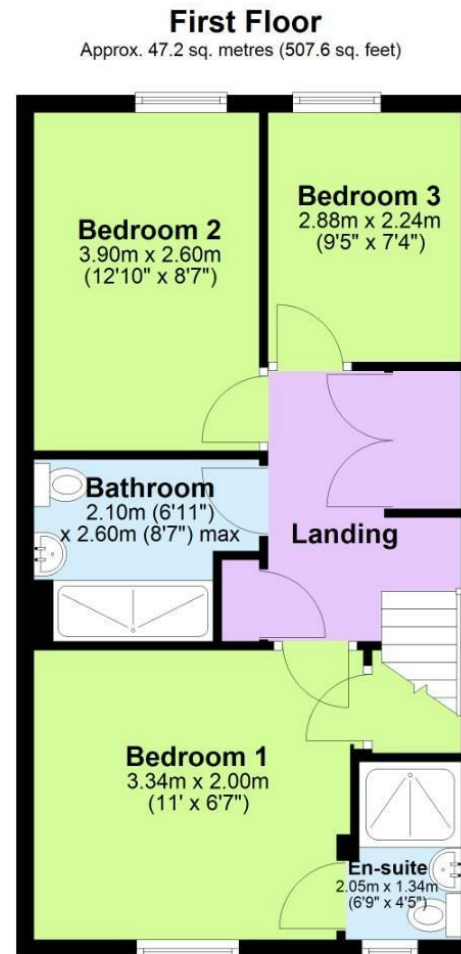 First Floor
Approx. 47.2 sq. metres (507.6 sq. feet)
Bedroom 2
3.90m x 2.60m
(12'10" x 8'7")
Bedroom 3
2.88m x 2.24m
(9'5" x 7'4")
Bathroom
2.10m (6'11")
x 2.60m (8'7") max
Landing
Bedroom 1
3.34m x 2.00m
(11' x 6'7")
En-suite
2.05m x 1.34m
(6'9" x 4'5")